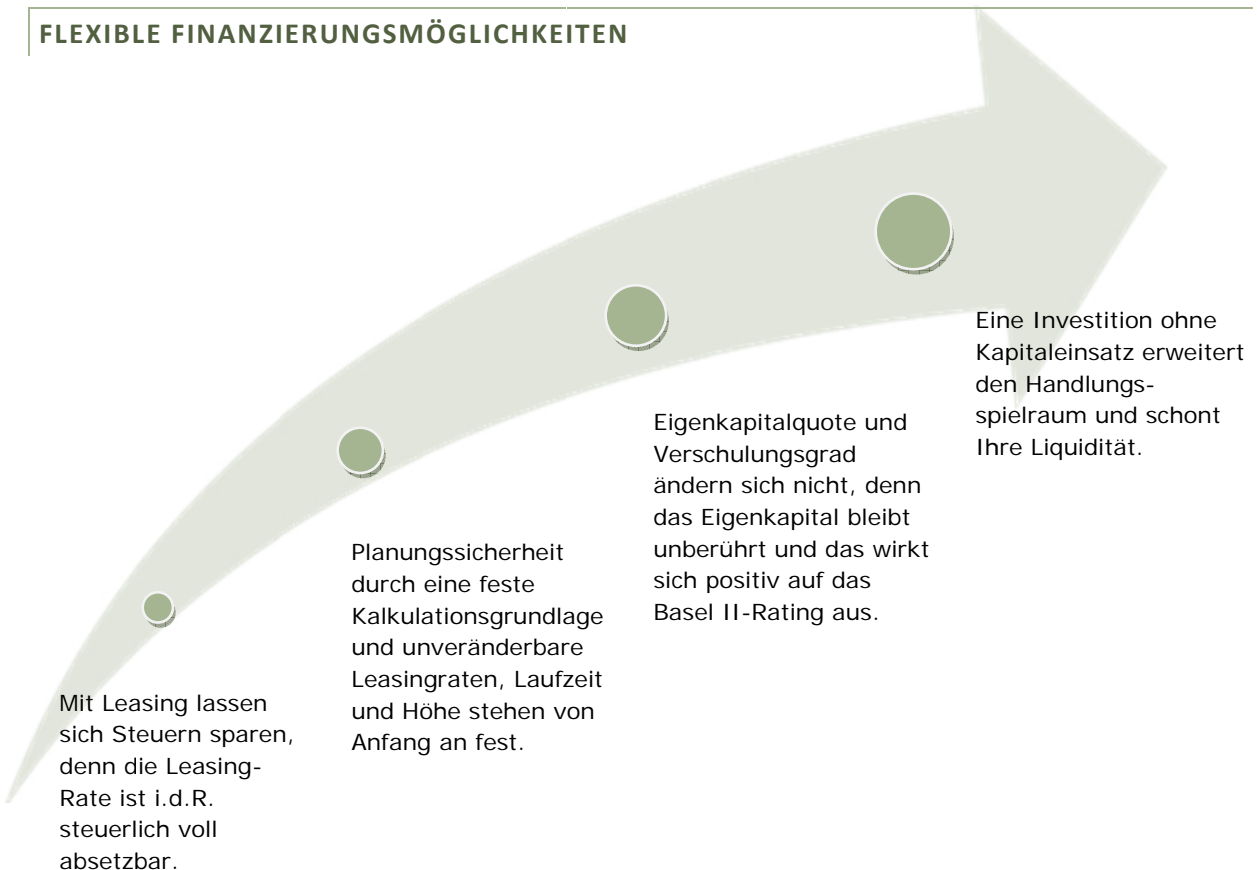 FLEXIBLE FINANZIERUNGSMÖGLICHKEITEN
Mit Leasing lassen
sich Steuern sparen,
denn die Leasing-
Rate ist i.d.R.
steuerlich voll
absetzbar.
Planungssicherheit
durch eine feste
Kalkulationsgrundlage
und unveränderbare
Leasingraten, Laufzeit
und Höhe stehen von
Anfang an fest.
Eigenkapitalquote und
Verschulungsgrad
ändern sich nicht, denn
das Eigenkapital bleibt
unberührt und das wirkt
sich positiv auf das
Basel II-Rating aus.
Eine Investition ohne
Kapitaleinsatz erweitert
den Handlungs-
spielraum und schont
Ihre Liquidität.